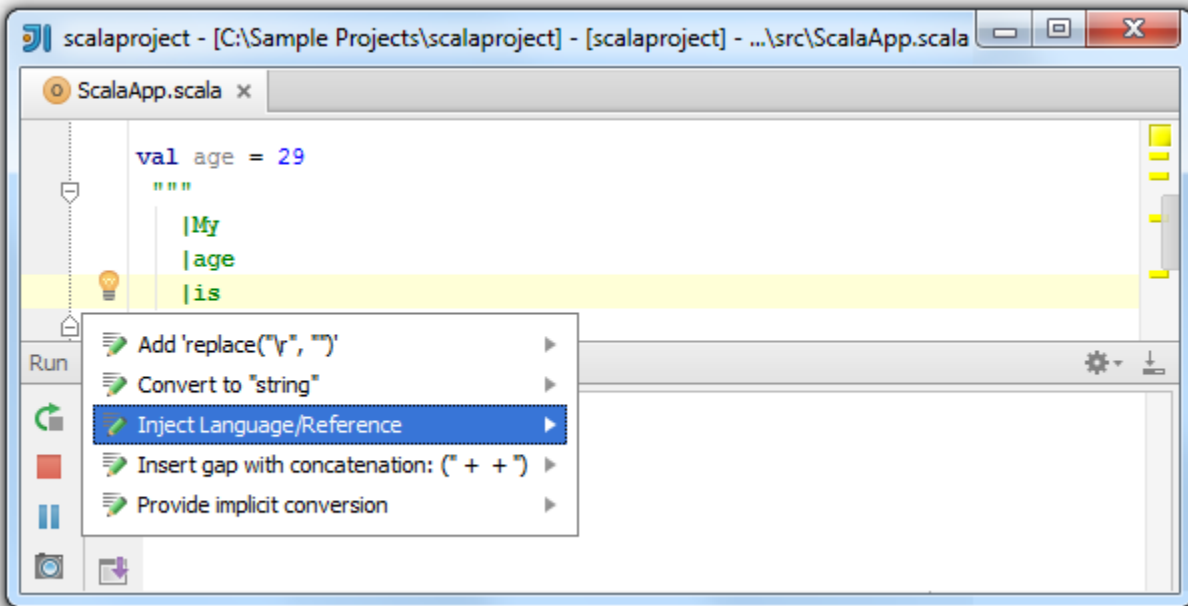 scalaproject - [C:\Sample Projects\scalaproject] - [scalaproject] - ...\src\ScalaApp.scala
ScalaApp.scala
val age = 29
"""
|My
|age
|is
Run
Add 'replace("\r", "")'
Convert to "string"
Inject Language/Reference
Insert gap with concatenation: (" + + ")
Provide implicit conversion